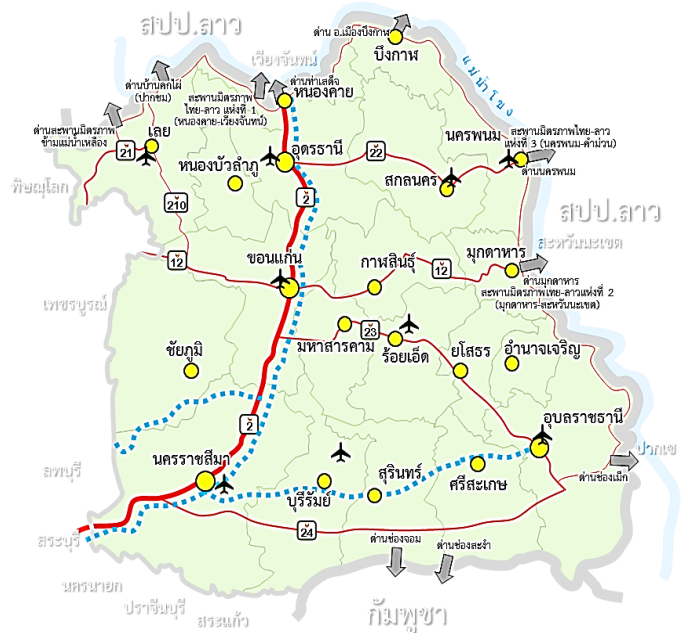 สปป.ลาว
ด่าน อ.เมืองบึงกาฬ
บึงกาฬ
เวียงจันทน์
แม่น้ำโขง
ด่านท่าเสด็จ
หนองคาย
ด่านบ้านคกไผ่
(ปากชม)
สะพานมิตรภาพ
ไทย-ลาว แห่งที่ 1
(หนองคาย-เวียงจันทน์)
ด่านสะพานมิตรภาพ
ข้ามแม่น้ำเหลือง
เลย
21
หนองบัวลำภู
อุดรธานี
22
นครพนม
สะพานมิตรภาพไทย-ลาว
แห่งที่ 3 (นครพนม-คำม่วน)
ด่านนครพนม
สกลนคร
พิษณุโลก
210
2
สปป.ลาว
สะหวันนะเขต
12
ขอนแก่น
กาฬสินธุ์
12
มุกดาหาร
ด่านมุกดาหาร
สะพานมิตรภาพไทย-ลาวแห่งที่ 2
(มุกดาหาร-สะหวันนะเขต)
เพชรบูรณ์
ชัยภูมิ
มหาสารคาม
23
ร้อยเอ็ด
ยโสธร
อำนาจเจริญ
อุบลราชธานี
2
นครราชสีมา
ลพบุรี
บุรีรัมย์
สุรินทร์
ศรีสะเกษ
ปากเซ
ด่านช่องเม็ก
สระบุรี
24
ด่านช่องจอม
ด่านช่องสะงำ
นครนายก
ปราจีนบุรี
สระแก้ว
กัมพูชา